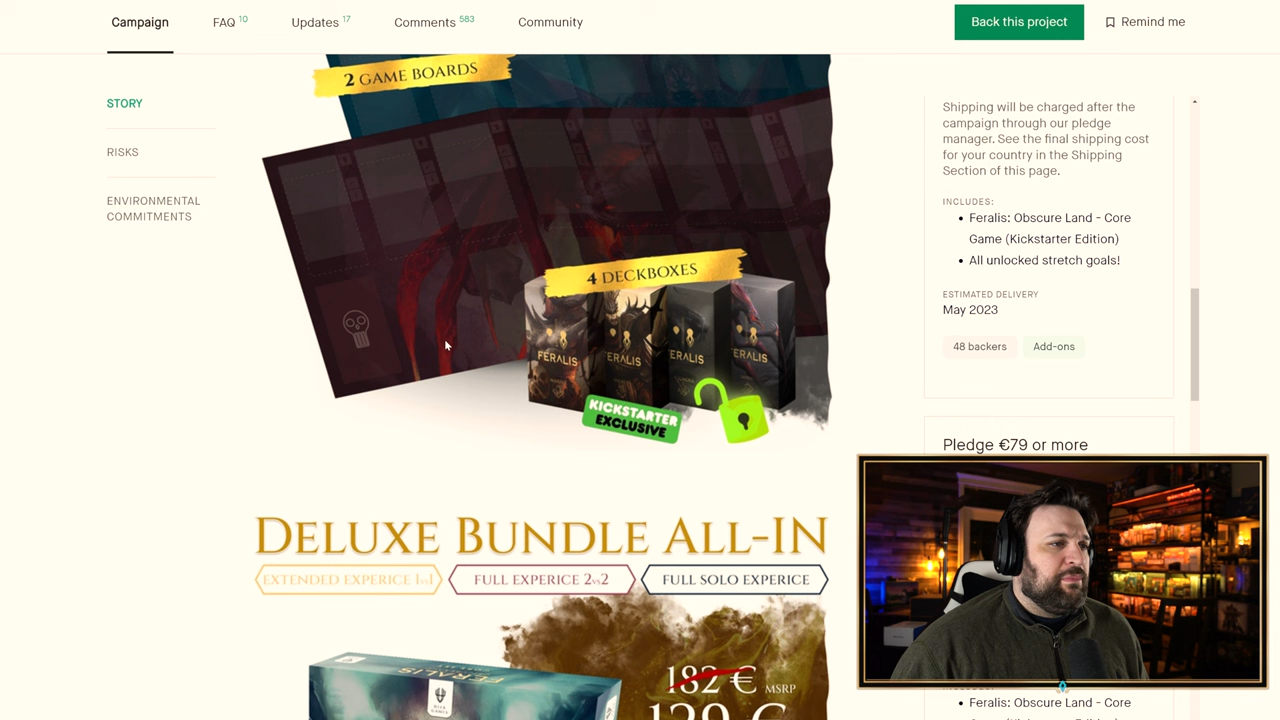 Campaign
FAQ 10
Updates 17
Comments 583
Community
Back this project
Remind me
STORY
RISKS
ENVIRONMENTAL
COMMITMENTS
2 GAME BOARDS
4 DECKBOXES
FERALIS
FERALIS
FERALIS
FERALIS
KICKSTARTER
EXCLUSIVE
DELUXE BUNDLE ALL-IN
EXTENDED EXPERICE 1vs1
FULL EXPERICE 2vs2
FULL SOLO EXPERICE
FERALIS
182 € MSRP
Shipping will be charged after the
campaign through our pledge
manager. See the final shipping cost
for your country in the Shipping
Section of this page.
INCLUDES:
• Feralis: Obscure Land - Core
Game (Kickstarter Edition)
• All unlocked stretch goals!
ESTIMATED DELIVERY
May 2023
48 backers
Add-ons
Pledge €79 or more
• Feralis: Obscure Land - Core